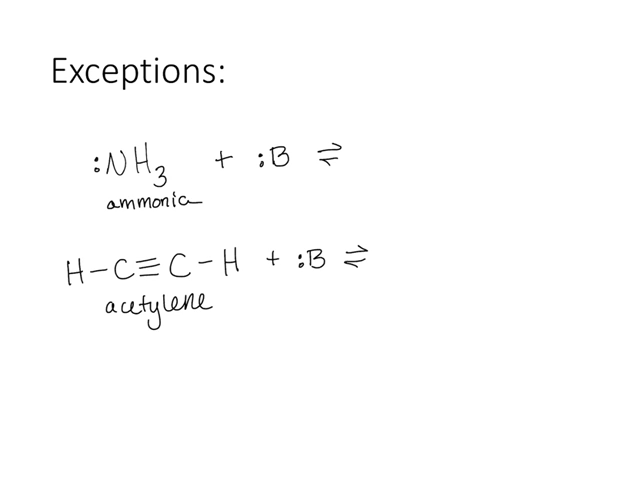 Exceptions:
:NH₃ + :B ⇌
ammonia
H–C≡C–H + :B ⇌
acetylene